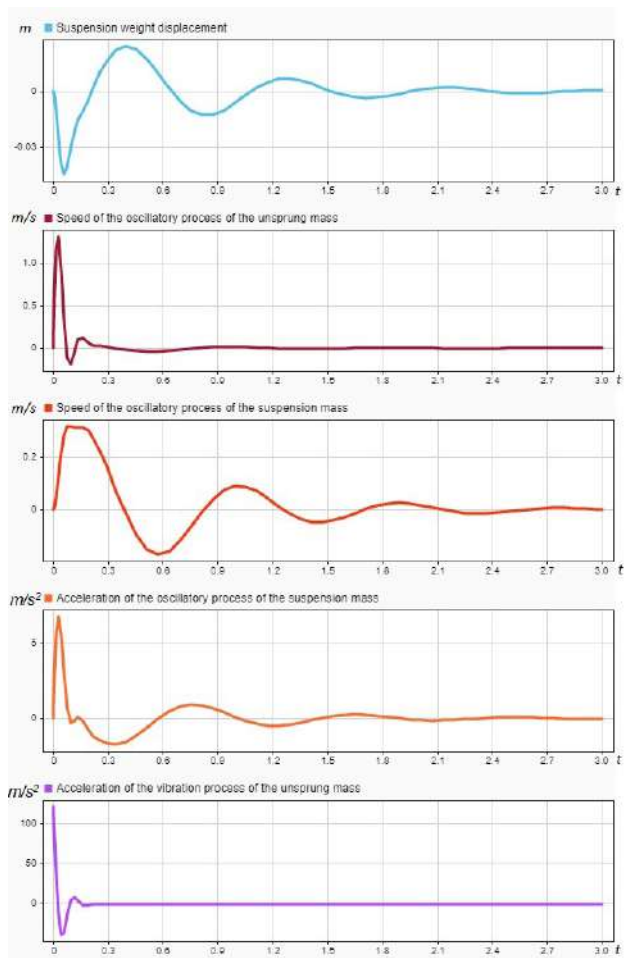 m Suspension weight displacement
0
-0.03
0 0.3 0.6 0.9 1.2 1.5 1.8 2.1 2.4 2.7 3.0 t
m/s Speed of the oscillatory process of the unsprung mass
1.0
0.5
0
0 0.3 0.6 0.9 1.2 1.5 1.8 2.1 2.4 2.7 3.0 t
m/s Speed of the oscillatory process of the suspension mass
0.2
0
0 0.3 0.6 0.9 1.2 1.5 1.8 2.1 2.4 2.7 3.0 t
m/s² Acceleration of the oscillatory process of the suspension mass
5
0
0 0.3 0.6 0.9 1.2 1.5 1.8 2.1 2.4 2.7 3.0 t
m/s² Acceleration of the vibration process of the unsprung mass
100
50
0
0 0.3 0.6 0.9 1.2 1.5 1.8 2.1 2.4 2.7 3.0 t